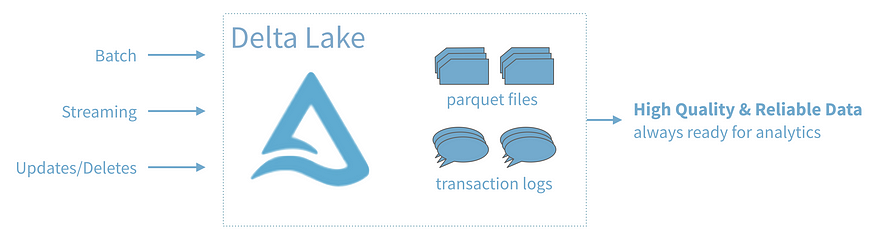 Delta Lake
Batch
Streaming
Updates/Deletes
parquet files
transaction logs
High Quality & Reliable Data
always ready for analytics